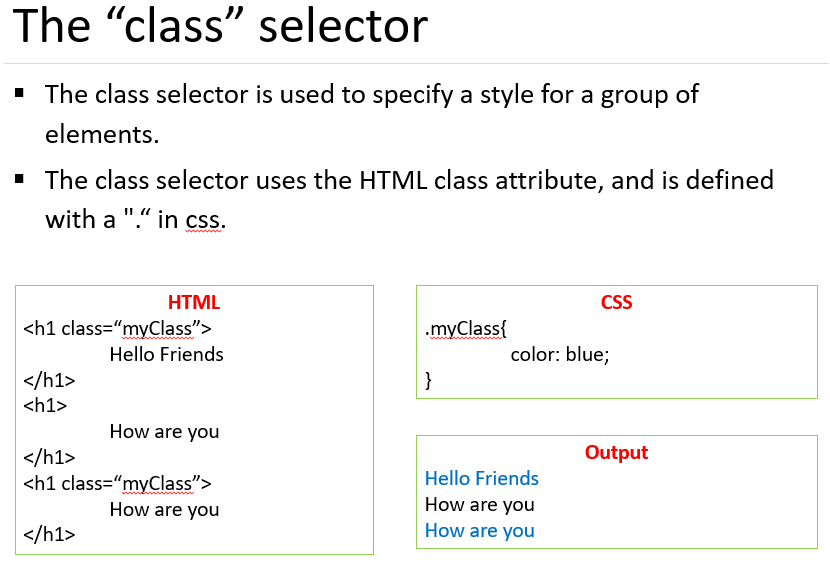 The “class” selector
▪ The class selector is used to specify a style for a group of
elements.
▪ The class selector uses the HTML class attribute, and is defined
with a ".“ in css.
HTML
<h1 class=“myClass”>
Hello Friends
</h1>
<h1>
How are you
</h1>
<h1 class=“myClass”>
How are you
</h1>
CSS
.myClass{
color: blue;
}
Output
Hello Friends
How are you
How are you